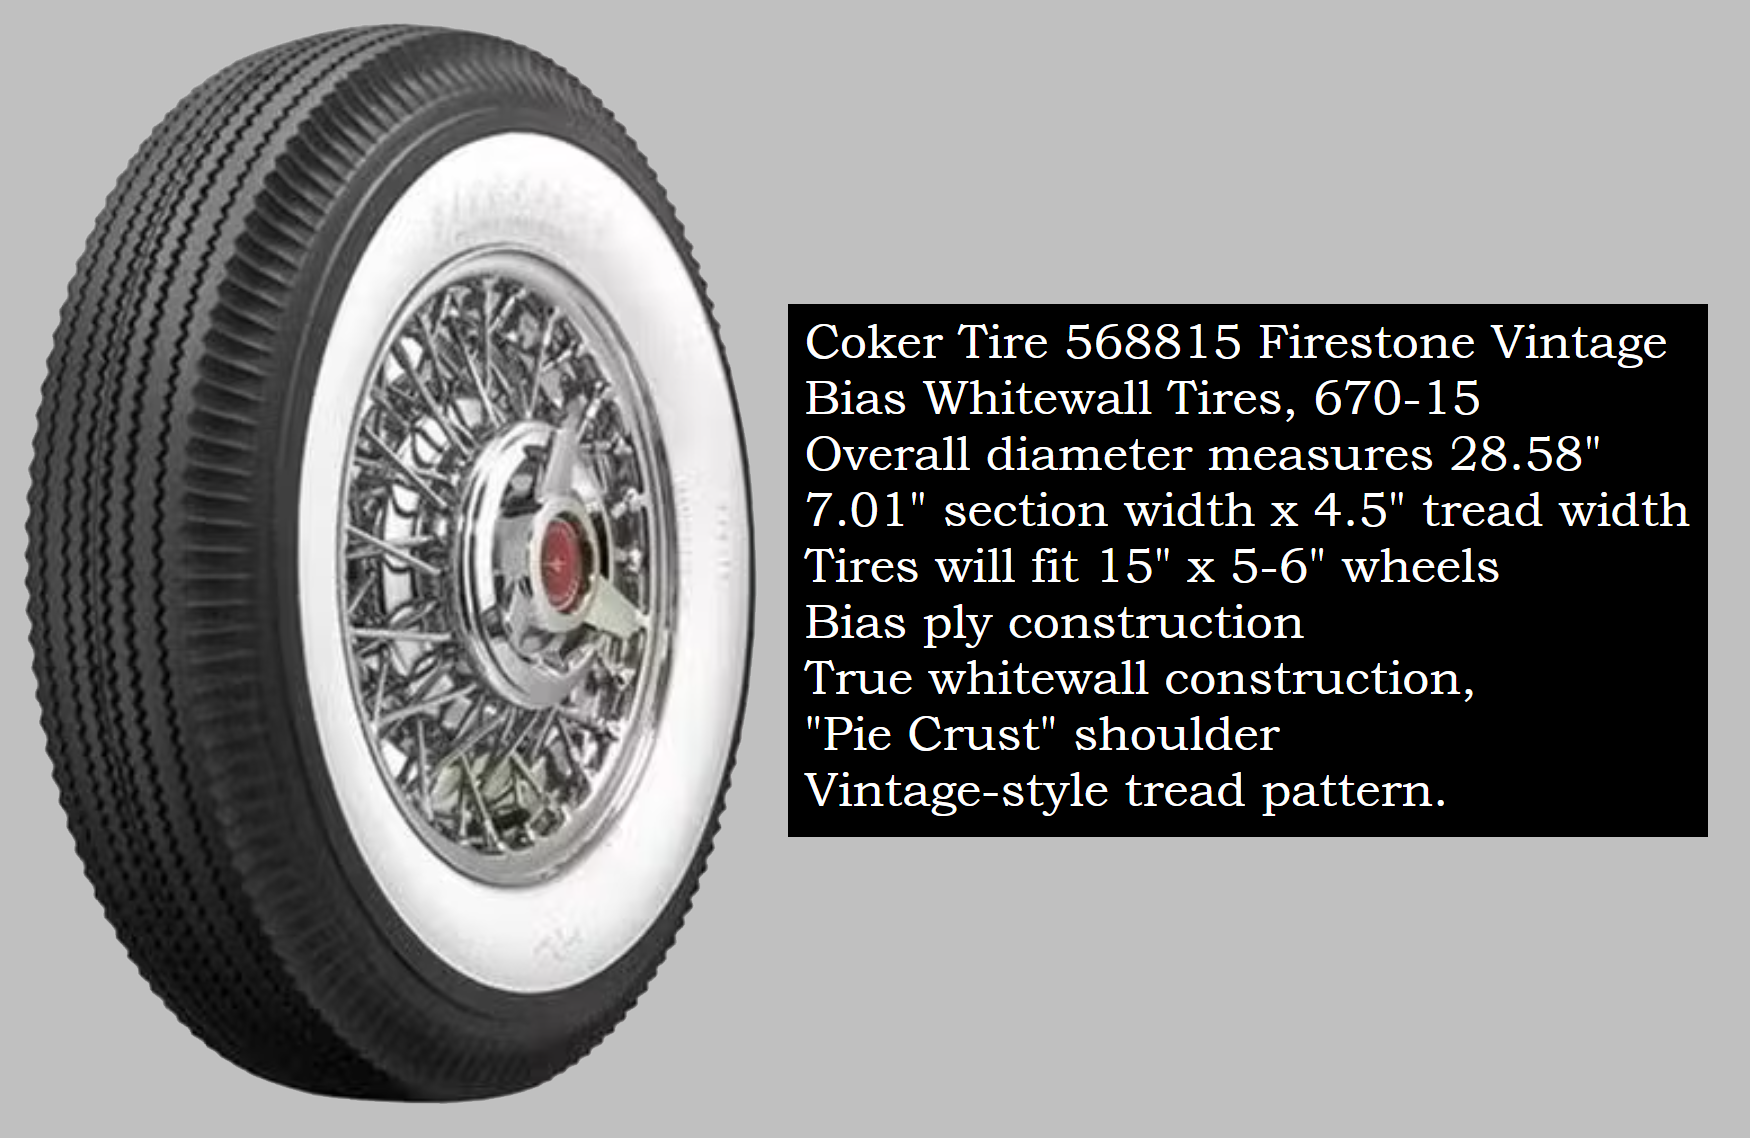 Coker Tire 568815 Firestone Vintage
Bias Whitewall Tires, 670-15
Overall diameter measures 28.58"
7.01" section width x 4.5" tread width
Tires will fit 15" x 5-6" wheels
Bias ply construction
True whitewall construction,
"Pie Crust" shoulder
Vintage-style tread pattern.